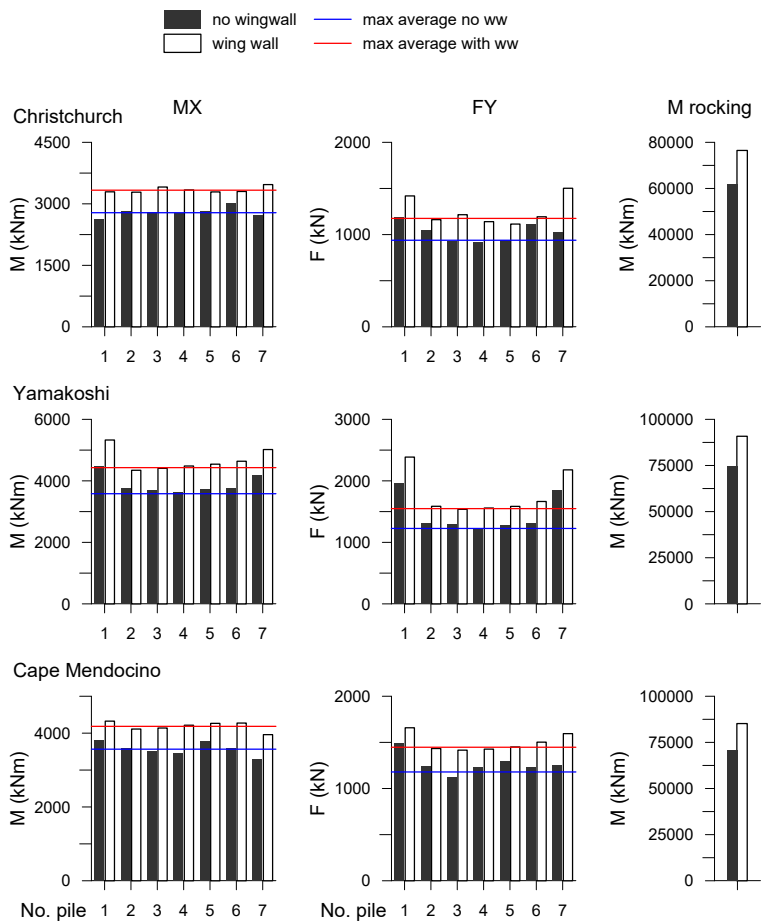 no wingwall max average no ww
wing wall max average with ww
MX FY M rocking
Christchurch
4500
3000
1500
0
M (kNm)
1 2 3 4 5 6 7
2000
1000
0
F (kN)
1 2 3 4 5 6 7
80000
60000
40000
20000
0
M (kNm)
Yamakoshi
6000
4000
2000
0
M (kNm)
1 2 3 4 5 6 7
3000
2000
1000
0
F (kN)
1 2 3 4 5 6 7
100000
75000
50000
25000
0
M (kNm)
Cape Mendocino
4000
2000
0
M (kNm)
No. pile 1 2 3 4 5 6 7
2000
1000
0
F (kN)
No. pile 1 2 3 4 5 6 7
100000
75000
50000
25000
0
M (kNm)